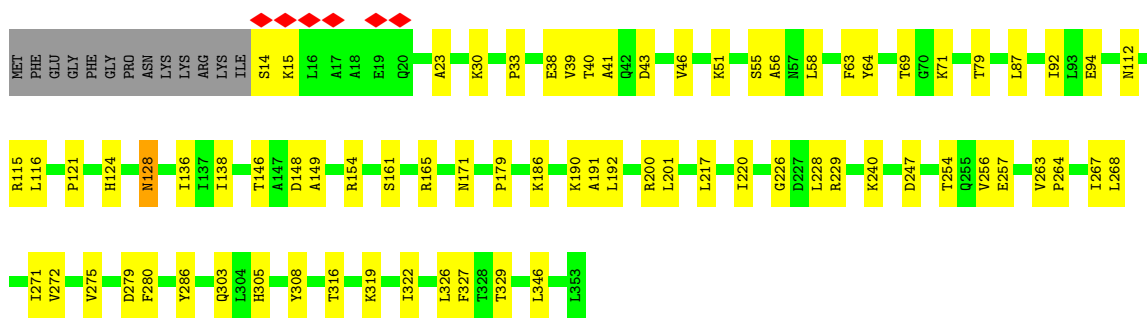 MET PHE GLU GLY PHE GLY PRO ASN LYS LYS ARG LYS ILE S14 K15 L16 A17 A18 E19 Q20 A23 K30 P33 E38 V39 T40 A41 Q42 D43 V46 K51 S55 A56 N57 L58 F63 Y64 T69 G70 K71 T79 L87 I92 L93 E94 N112
R115 L116 P121 H124 N128 I136 I137 I138 T146 A147 D148 A149 R154 S161 R165 N171 P179 K186 K190 A191 L192 R200 L201 L217 I220 G226 D227 L228 R229 K240 D247 T254 Q255 V256 E257 V263 P264 I267 L268
I271 V272 V275 D279 F280 Y286 Q303 L304 H305 Y308 T316 K319 I322 L326 F327 T328 T329 L346 L353